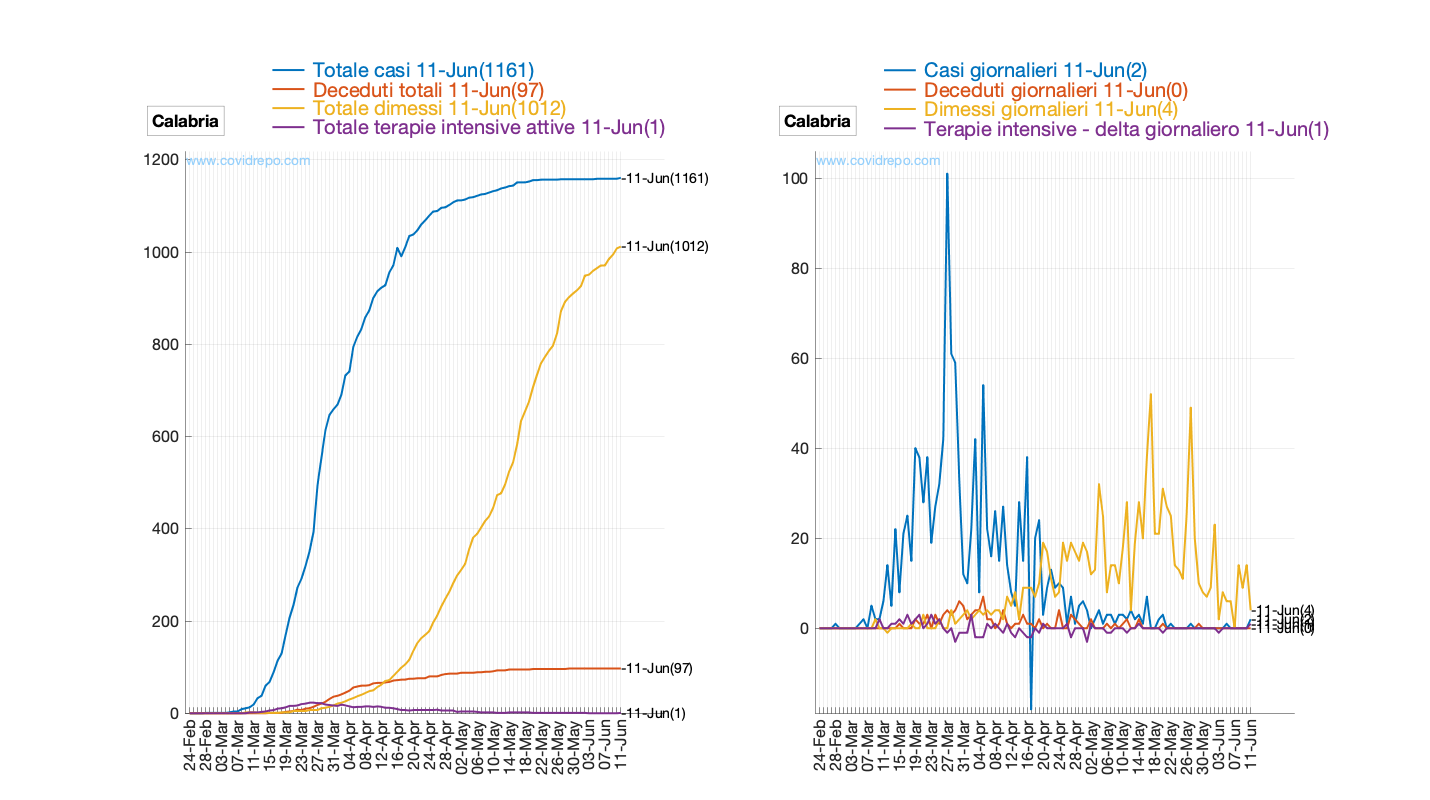 Totale casi 11-Jun(1161)
Deceduti totali 11-Jun(97)
Totale dimessi 11-Jun(1012)
Totale terapie intensive attive 11-Jun(1)
Calabria
www.covidrepo.com
1200
1000
800
600
400
200
0
-11-Jun(1161)
-11-Jun(1012)
-11-Jun(97)
-11-Jun(1)
24-Feb
28-Feb
03-Mar
07-Mar
11-Mar
15-Mar
19-Mar
23-Mar
27-Mar
31-Mar
04-Apr
08-Apr
12-Apr
16-Apr
20-Apr
24-Apr
28-Apr
02-May
06-May
10-May
14-May
18-May
22-May
26-May
30-May
03-Jun
07-Jun
11-Jun
Casi giornalieri 11-Jun(2)
Deceduti giornalieri 11-Jun(0)
Dimessi giornalieri 11-Jun(4)
Terapie intensive - delta giornaliero 11-Jun(1)
Calabria
www.covidrepo.com
100
80
60
40
20
0
-11-Jun(4)
24-Feb
28-Feb
03-Mar
07-Mar
11-Mar
15-Mar
19-Mar
23-Mar
27-Mar
31-Mar
04-Apr
08-Apr
12-Apr
16-Apr
20-Apr
24-Apr
28-Apr
02-May
06-May
10-May
14-May
18-May
22-May
26-May
30-May
03-Jun
07-Jun
11-Jun